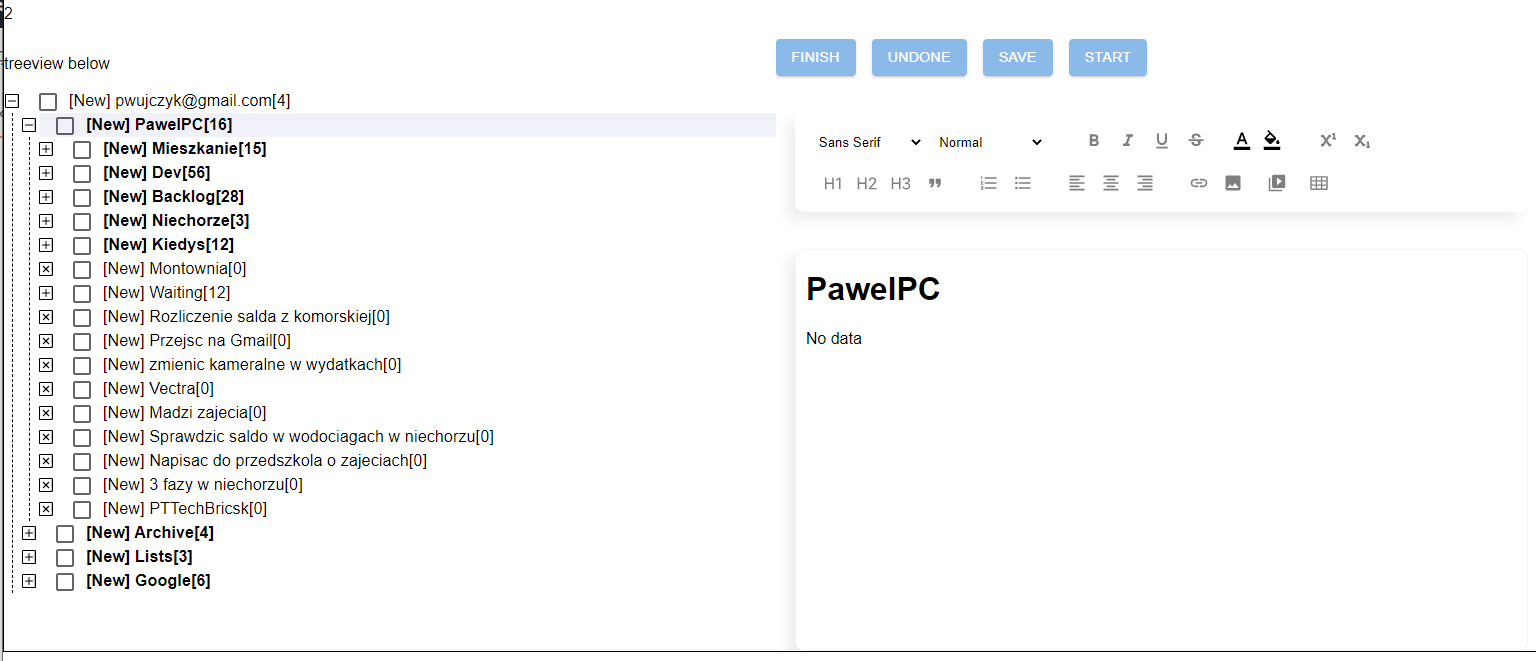 2
treeview below
[New] pwujczyk@gmail.com[4]
[New] PawelPC[16]
[New] Mieszkanie[15]
[New] Dev[56]
[New] Backlog[28]
[New] Niechorze[3]
[New] Kiedys[12]
[New] Montownia[0]
[New] Waiting[12]
[New] Rozliczenie salda z komorskiej[0]
[New] Przejsc na Gmail[0]
[New] zmienic kameralne w wydatkach[0]
[New] Vectra[0]
[New] Madzi zajecia[0]
[New] Sprawdzic saldo w wodociagach w niechorzu[0]
[New] Napisac do przedszkola o zajeciach[0]
[New] 3 fazy w niechorzu[0]
[New] PTTechBricsk[0]
[New] Archive[4]
[New] Lists[3]
[New] Google[6]
FINISH UNDONE SAVE START
Sans Serif Normal B I U S A X¹ X₁
H1 H2 H3
PawelPC
No data